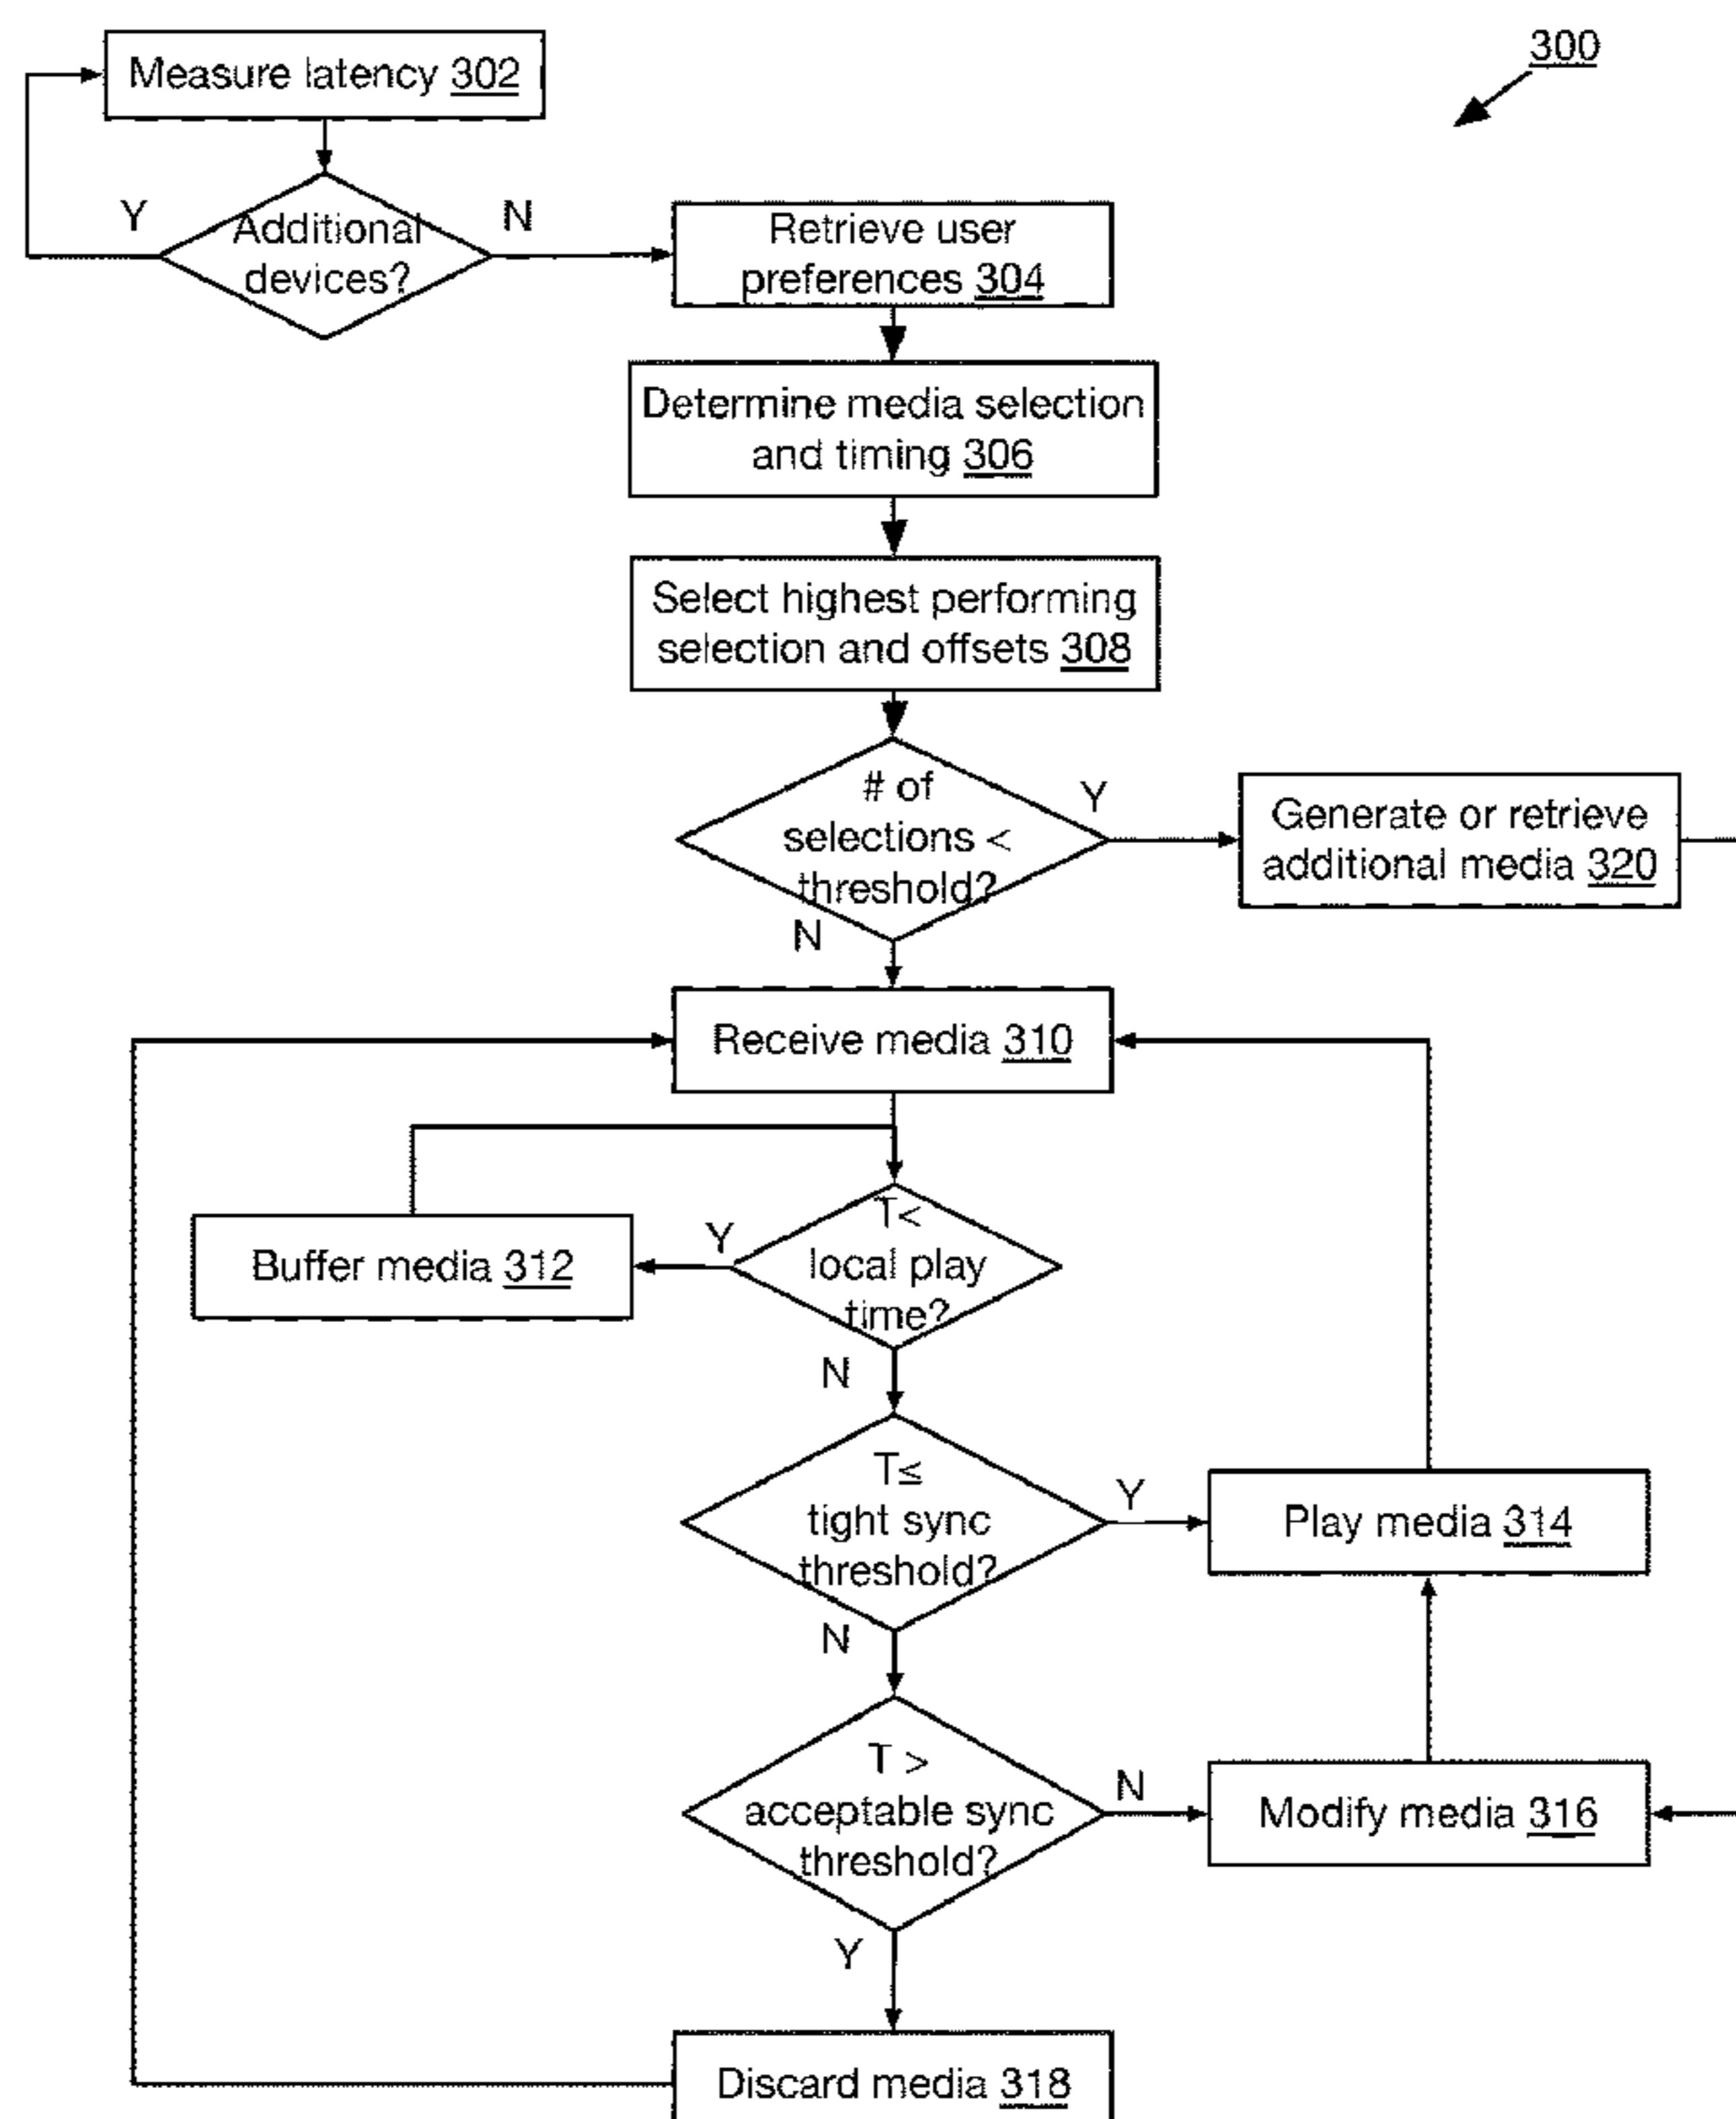 300
Measure latency 302
Additional
devices?
Y
N
Retrieve user
preferences 304
Determine media selection
and timing 306
Select highest performing
selection and offsets 308
# of
selections <
threshold?
Y
N
Generate or retrieve
additional media 320
Receive media 310
T<
local play
time?
Y
N
Buffer media 312
T≤
tight sync
threshold?
Y
N
Play media 314
T >
acceptable sync
threshold?
N
Y
Modify media 316
Discard media 318